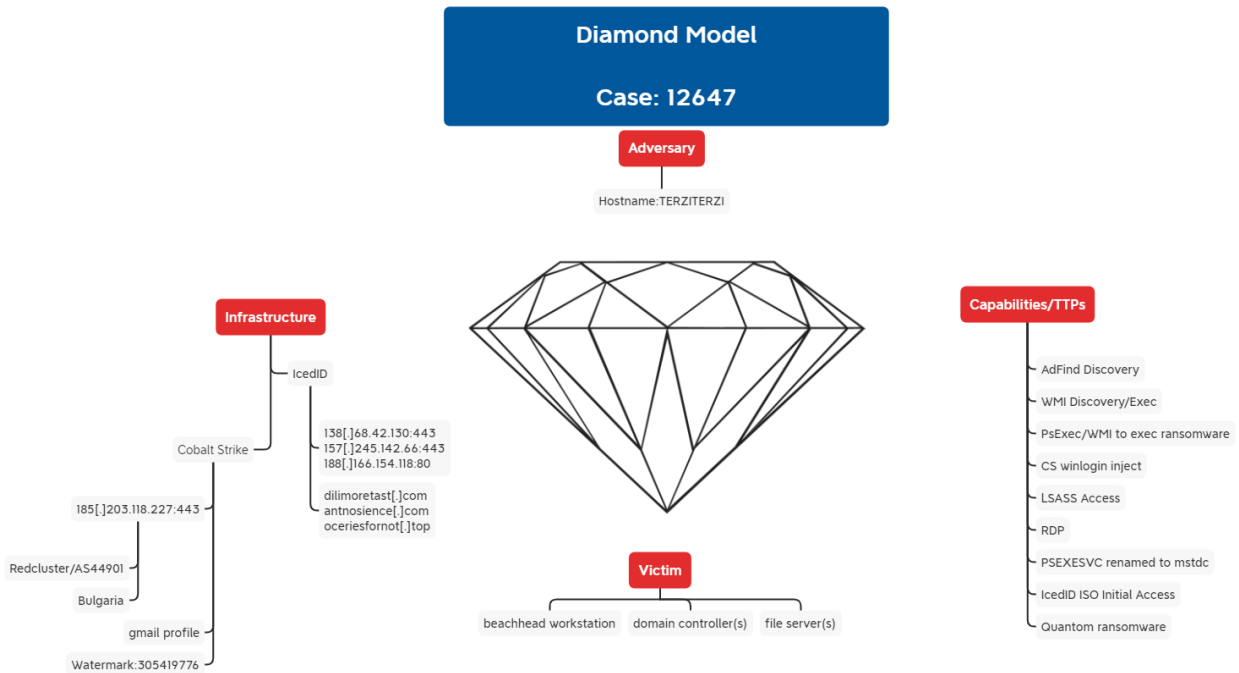 Diamond Model
Case: 12647
Adversary
Hostname:TERZITERZI
Infrastructure
IcedID
138[.]68.42.130:443
157[.]245.142.66:443
188[.]166.154.118:80
dilimoretast[.]com
antnosience[.]com
oceriesfornot[.]top
Cobalt Strike
185[.]203.118.227:443
Redcluster/AS44901
Bulgaria
gmail profile
Watermark:305419776
Victim
beachhead workstation
domain controller(s)
file server(s)
Capabilities/TTPs
AdFind Discovery
WMI Discovery/Exec
PsExec/WMI to exec ransomware
CS winlogin inject
LSASS Access
RDP
PSEXESVC renamed to mstdc
IcedID ISO Initial Access
Quantom ransomware